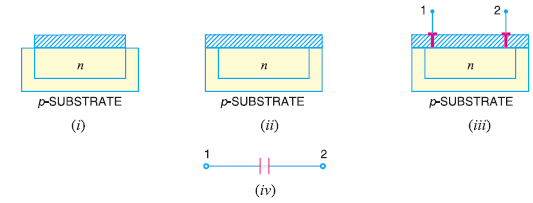 1 2
n n n
p-SUBSTRATE p-SUBSTRATE p-SUBSTRATE
(i) (ii) (iii)
1 2
(iv)